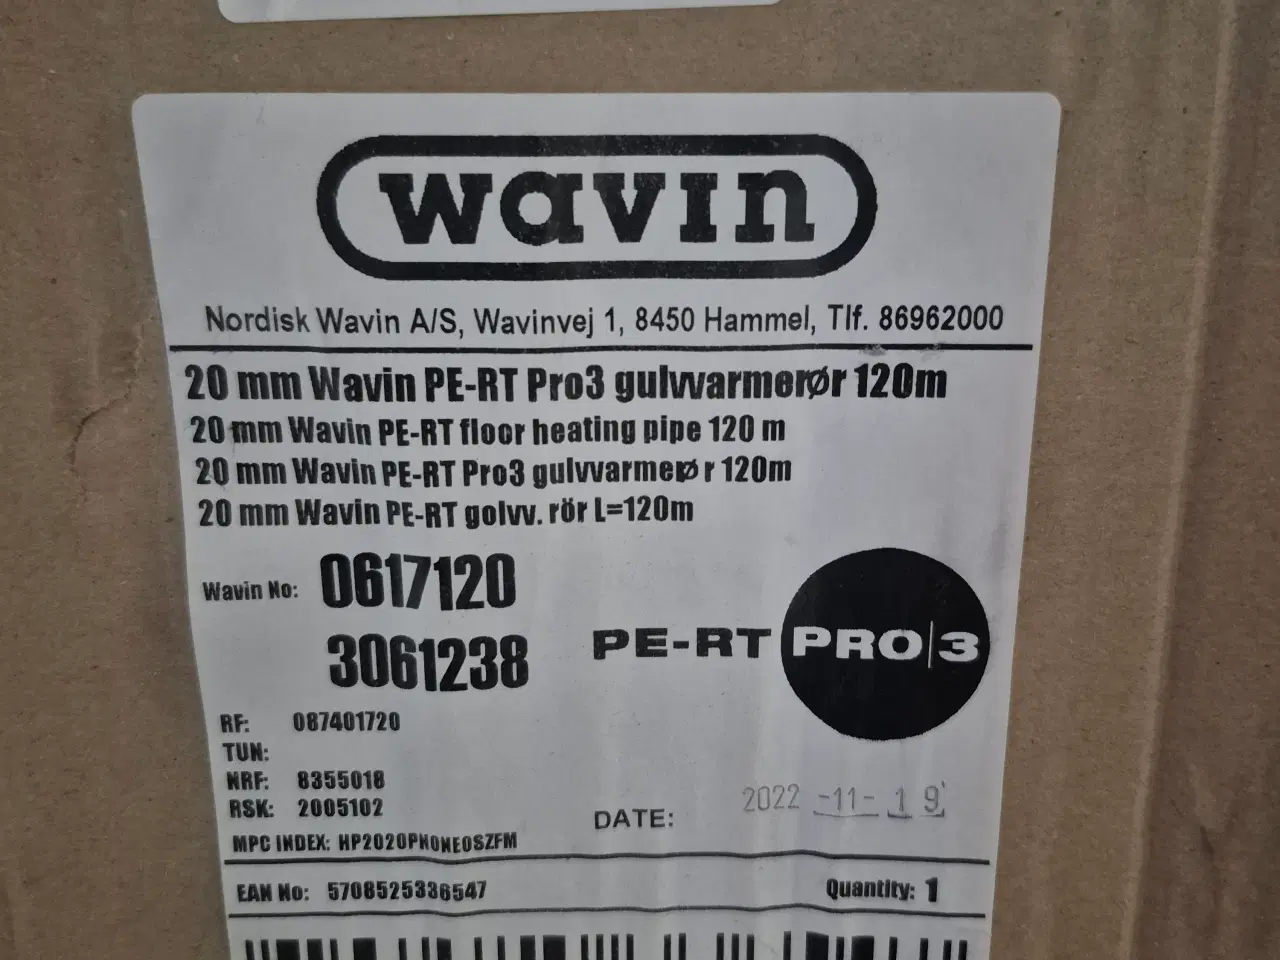 wavin
Nordisk Wavin A/S, Wavinvej 1, 8450 Hammel, Tlf. 86962000
20 mm Wavin PE-RT Pro3 gulvvarmerør 120m
20 mm Wavin PE-RT floor heating pipe 120 m
20 mm Wavin PE-RT Pro3 gulvvarmerø r 120m
20 mm Wavin PE-RT golvv. rör L=120m
Wavin No: 0617120
3061238
PE-RT PRO|3
RF: 087401720
TUN:
NRF: 8355018
RSK: 2005102
DATE: 2022 -11- 19
MPC INDEX: HP2020PNONEOSZFM
EAN No: 5708525336547 Quantity: 1